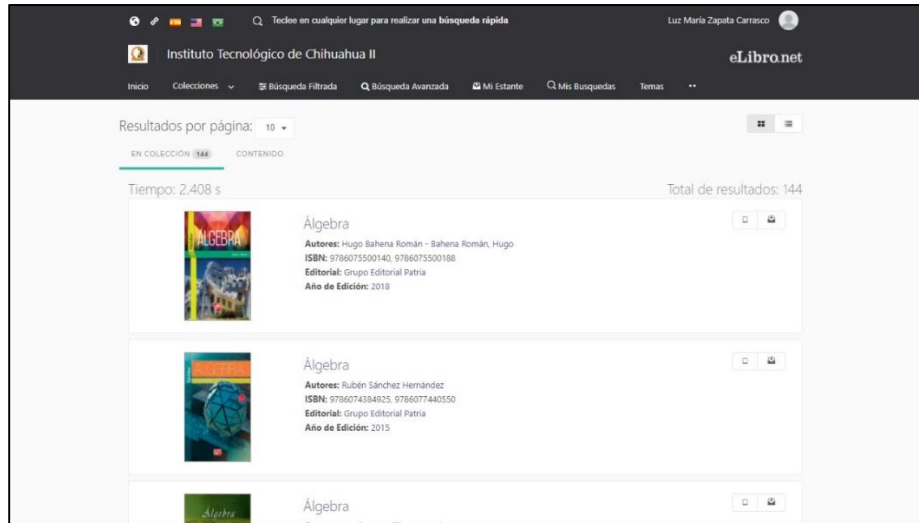 Teclee en cualquier lugar para realizar una búsqueda rápida
Luz María Zapata Carrasco
Instituto Tecnológico de Chihuahua II
eLibro.net
Inicio Colecciones Búsqueda Filtrada Búsqueda Avanzada Mi Estante Mis Busquedas Temas
Resultados por página: 10
EN COLECCIÓN 144 CONTENIDO
Tiempo: 2.408 s
Total de resultados: 144
ÁLGEBRA
Álgebra
Autores: Hugo Bahena Román - Bahena Román, Hugo
ISBN: 9786075500140, 9786075500188
Editorial: Grupo Editorial Patria
Año de Edición: 2018
ÁLGEBRA
Álgebra
Autores: Rubén Sánchez Hernández
ISBN: 9786074384925, 9786077440550
Editorial: Grupo Editorial Patria
Año de Edición: 2015
Álgebra
Álgebra